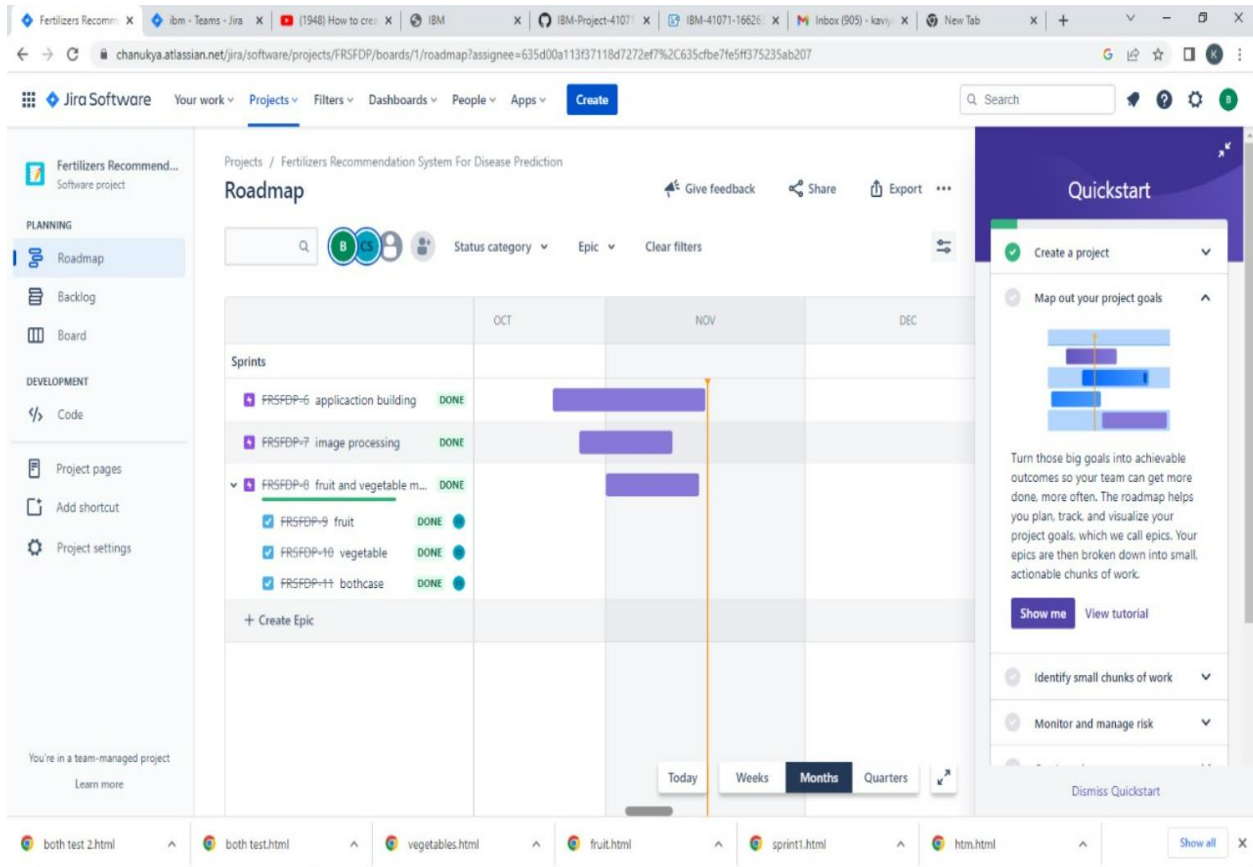 Fertilizers Recomm
ibm - Teams - Jira
(1948) How to crea
IBM
IBM-Project-41071
IBM-41071-16626
Inbox (905) - kaviy
New Tab
chanukya.atlassian.net/jira/software/projects/FRSFDP/boards/1/roadmap?assignee=635d00a113f37118d7272ef7%2C635cfbe7fe5ff375235ab207
K
Jira Software Your work Projects Filters Dashboards People Apps Create Search B
Fertilizers Recommend...
Software project
PLANNING
Roadmap
Backlog
Board
DEVELOPMENT
Code
Project pages
Add shortcut
Project settings
You're in a team-managed project
Learn more
Projects / Fertilizers Recommendation System For Disease Prediction
Roadmap
Give feedback Share Export
B CS Status category Epic Clear filters
OCT NOV DEC
Sprints
FRSFDP-6 applicaction building DONE
FRSFDP-7 image processing DONE
FRSFDP-8 fruit and vegetable m... DONE
FRSFDP-9 fruit DONE
FRSFDP-10 vegetable DONE
FRSFDP-11 bothcase DONE
+ Create Epic
Today Weeks Months Quarters
Quickstart
Create a project
Map out your project goals
Turn those big goals into achievable
outcomes so your team can get more
done, more often. The roadmap helps
you plan, track, and visualize your
project goals, which we call epics. Your
epics are then broken down into small,
actionable chunks of work.
Show me View tutorial
Identify small chunks of work
Monitor and manage risk
Dismiss Quickstart
both test 2.html
both test.html
vegetables.html
fruit.html
sprint1.html
htm.html
Show all